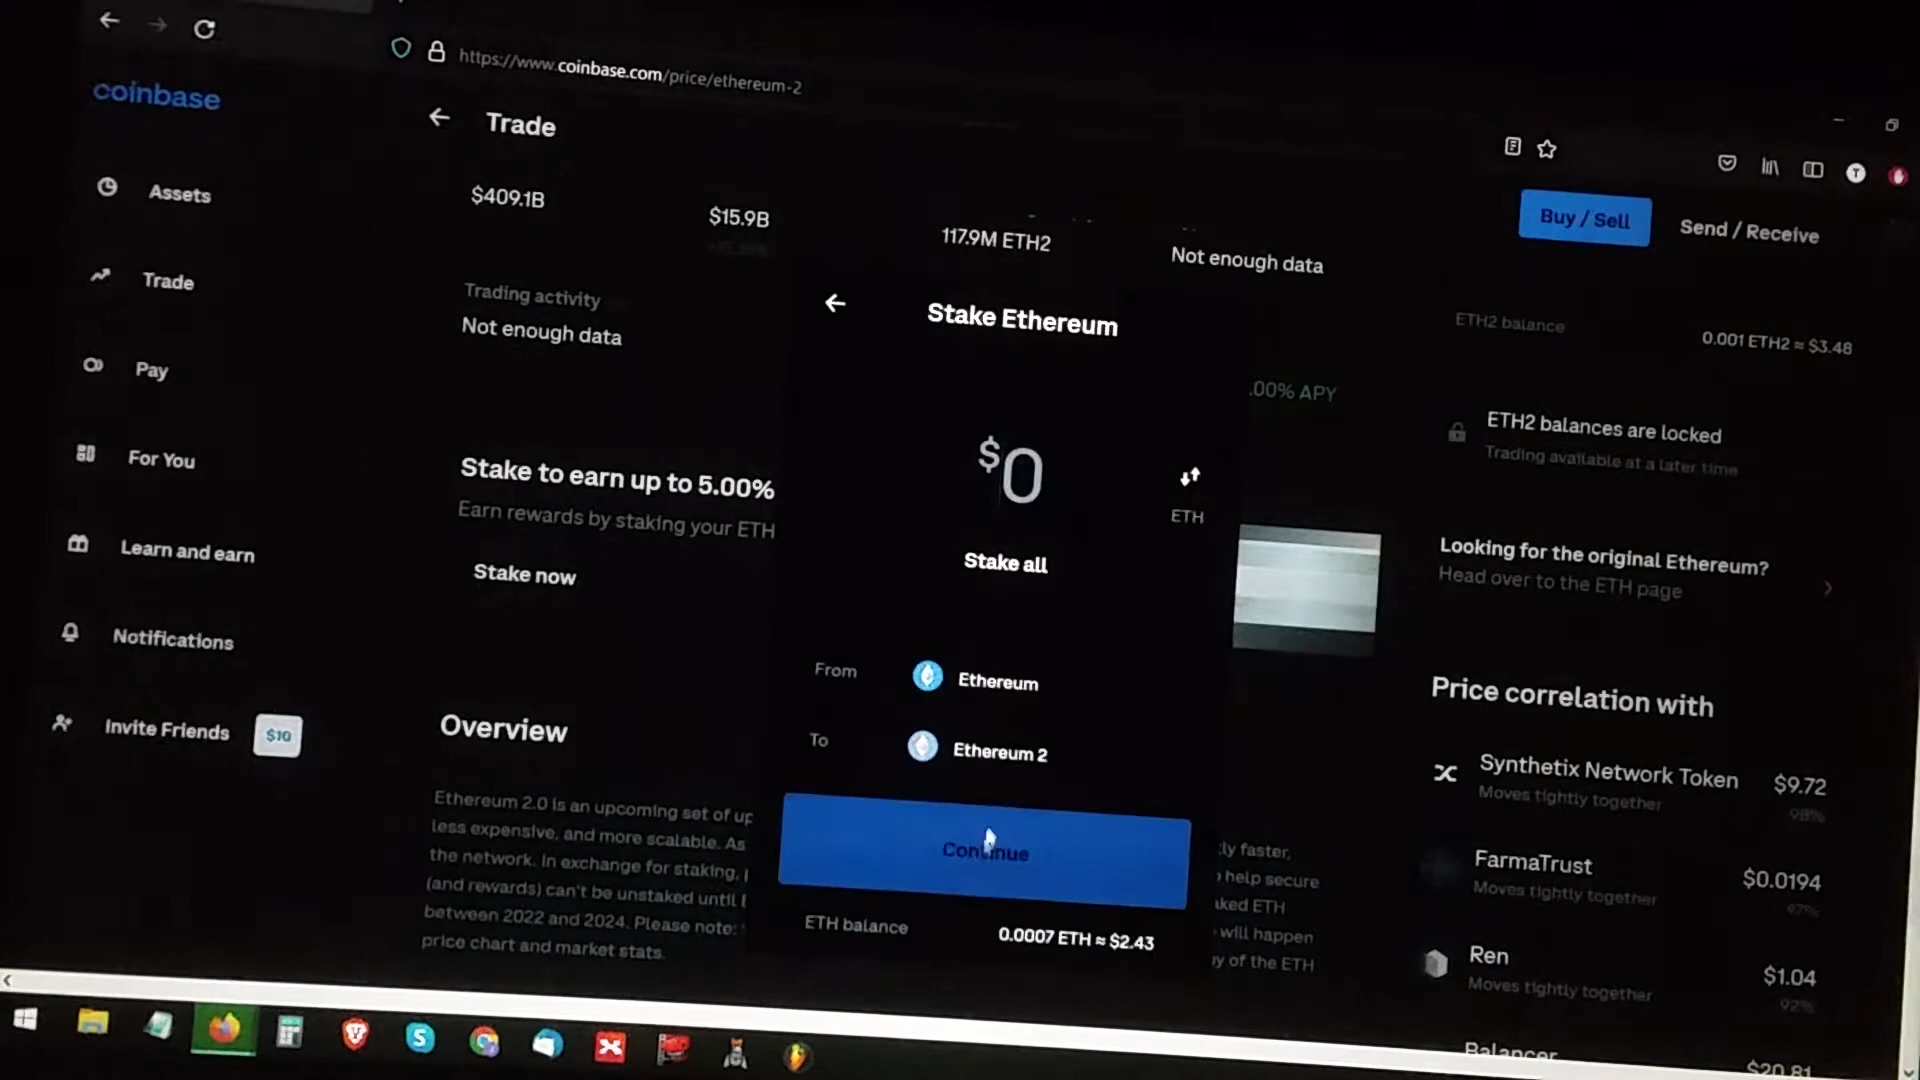 https://www.coinbase.com/price/ethereum-2
coinbase
Trade
Assets
Trade
Pay
For You
Learn and earn
Notifications
Invite Friends
$10
$409.1B
$15.9B
117.9M ETH2
Not enough data
Trading activity
Not enough data
Buy / Sell
Send / Receive
Stake to earn up to 5.00%
.00% APY
Earn rewards by staking your ETH
Stake now
Overview
Ethereum 2.0 is an upcoming set of up
less expensive, and more scalable. As
the network. In exchange for staking,
(and rewards) can't be unstaked until
between 2022 and 2024. Please note:
price chart and market stats.
ly faster,
help secure
aked ETH
will happen
y of the ETH
Stake Ethereum
$0
ETH
Stake all
From
Ethereum
To
Ethereum 2
Continue
ETH balance
0.0007 ETH ≈ $2.43
ETH2 balance
0.001 ETH2 ≈ $3.48
ETH2 balances are locked
Trading available at a later time
Looking for the original Ethereum?
Head over to the ETH page
Price correlation with
Synthetix Network Token
$9.72
Moves tightly together
98%
FarmaTrust
$0.0194
Moves tightly together
97%
Ren
$1.04
Moves tightly together
92%
Balancer
$20.81